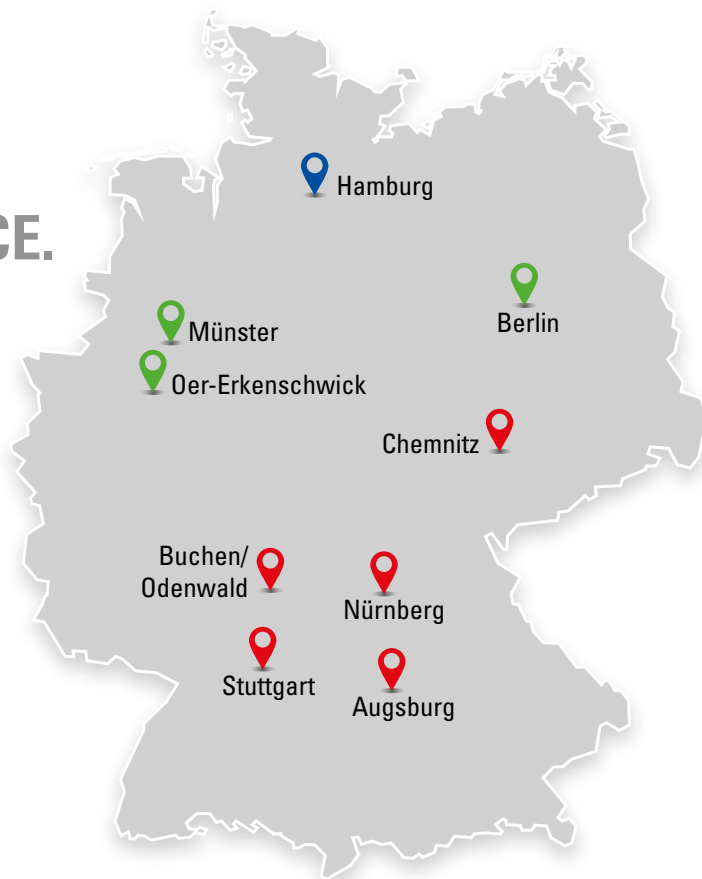 Hamburg
CE.
Berlin
Münster
Oer-Erkenschwick
Chemnitz
Buchen/
Odenwald
Nürnberg
Stuttgart
Augsburg